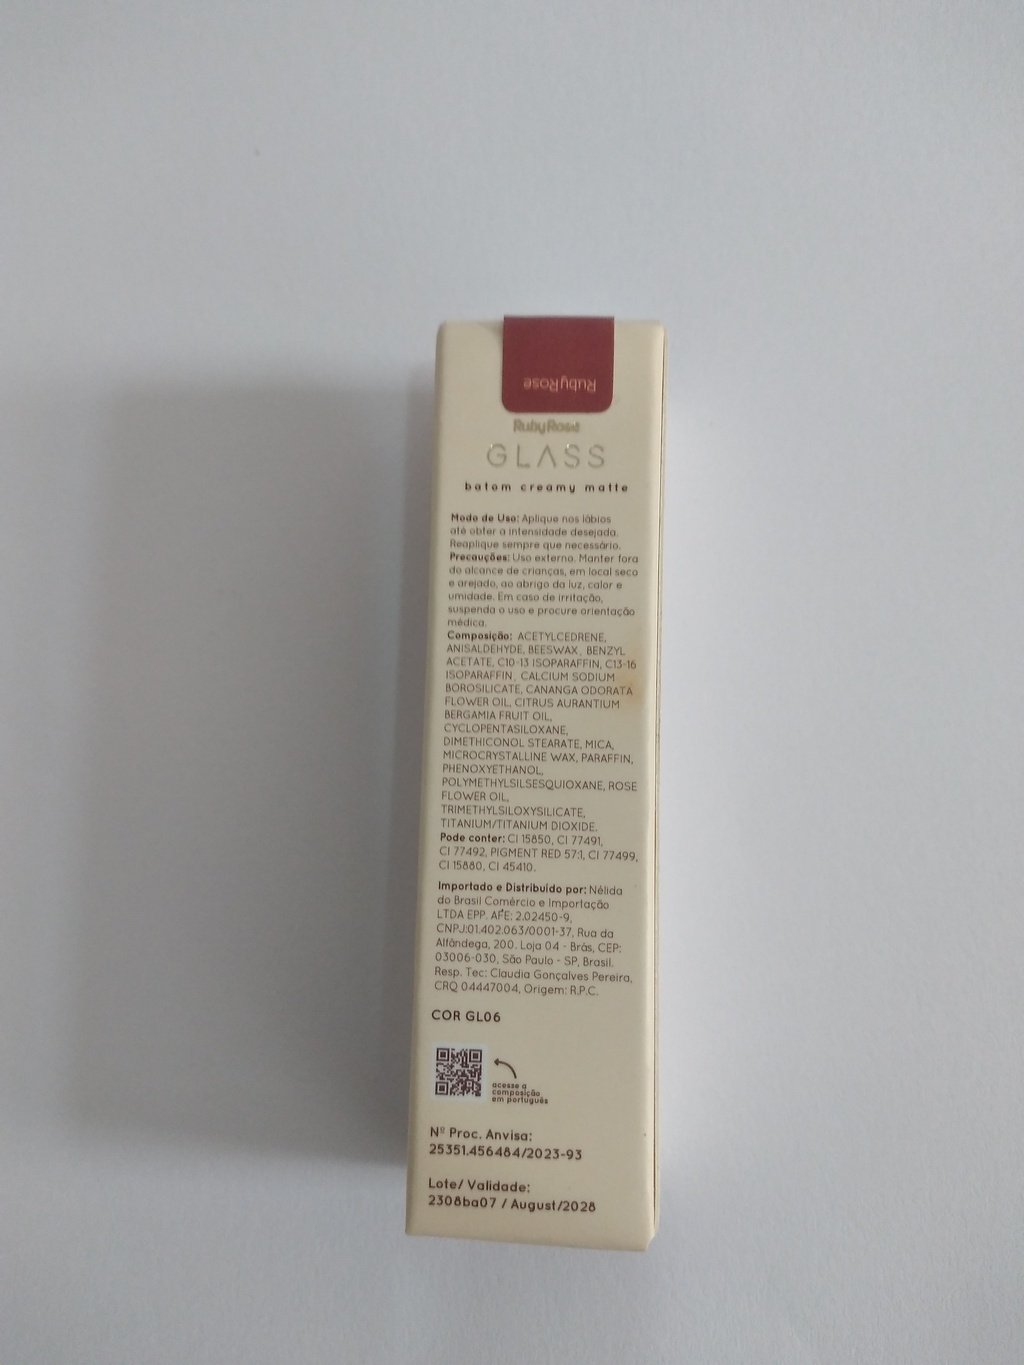 RubyRose
RubyRose
GLASS
batom creamy matte
Modo de Uso: Aplique nos lábios
até obter a intensidade desejada.
Reaplique sempre que necessário.
Precauções: Uso externo. Manter fora
do alcance de crianças, em local seco
e arejado, ao abrigo da luz, calor e
umidade. Em caso de irritação,
suspenda o uso e procure orientação
médica.
Composição: ACETYLCEDRENE,
ANISALDEHYDE, BEESWAX, BENZYL
ACETATE, C10-13 ISOPARAFFIN, C13-16
ISOPARAFFIN, CALCIUM SODIUM
BOROSILICATE, CANANGA ODORATA
FLOWER OIL, CITRUS AURANTIUM
BERGAMIA FRUIT OIL,
CYCLOPENTASILOXANE,
DIMETHICONOL STEARATE, MICA,
MICROCRYSTALLINE WAX, PARAFFIN,
PHENOXYETHANOL,
POLYMETHYLSILSESQUIOXANE, ROSE
FLOWER OIL,
TRIMETHYLSILOXYSILICATE,
TITANIUM/TITANIUM DIOXIDE.
Pode conter: CI 15850, CI 77491,
CI 77492, PIGMENT RED 57:1, CI 77499,
CI 15880, CI 45410.
Importado e Distribuído por: Nélida
do Brasil Comércio e Importação
LTDA EPP. AFE: 2.02450-9,
CNPJ:01.402.063/0001-37, Rua da
Alfândega, 200. Loja 04 - Brás, CEP:
03006-030, São Paulo - SP, Brasil.
Resp. Tec: Claudia Gonçalves Pereira,
CRQ 04447004, Origem: R.P.C.
COR GL06
acesse a
composição
em português
Nº Proc. Anvisa:
25351.456484/2023-93
Lote/ Validade:
2308ba07 / August/2028